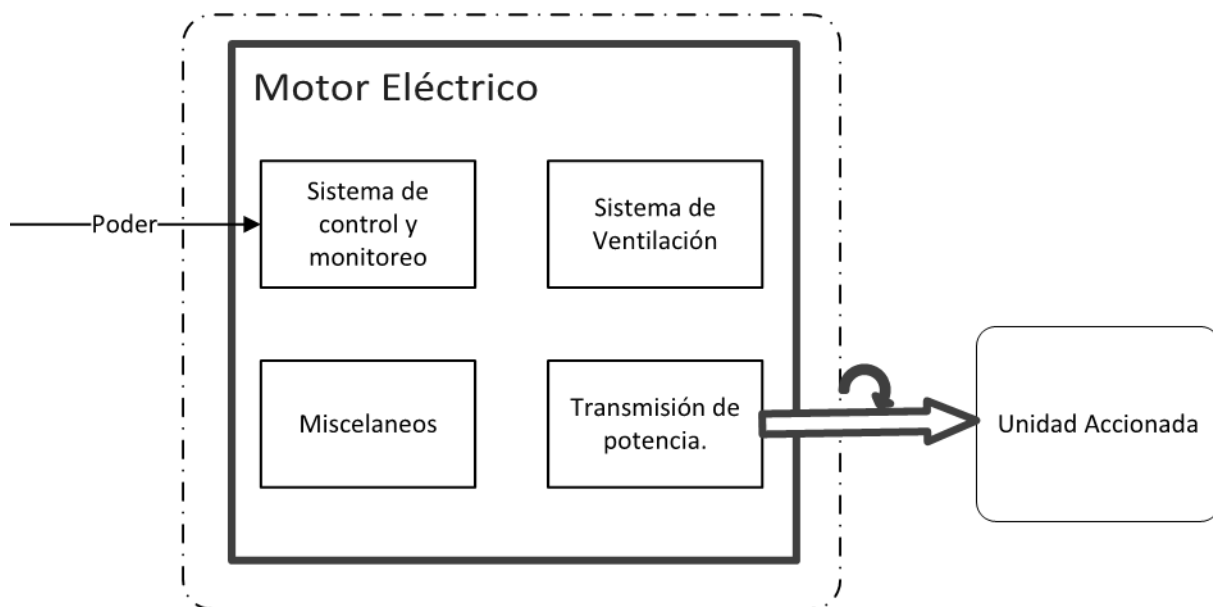 Motor Eléctrico
Sistema de
control y
monitoreo
Sistema de
Ventilación
Poder
Miscelaneos
Transmisión de
potencia.
Unidad Accionada